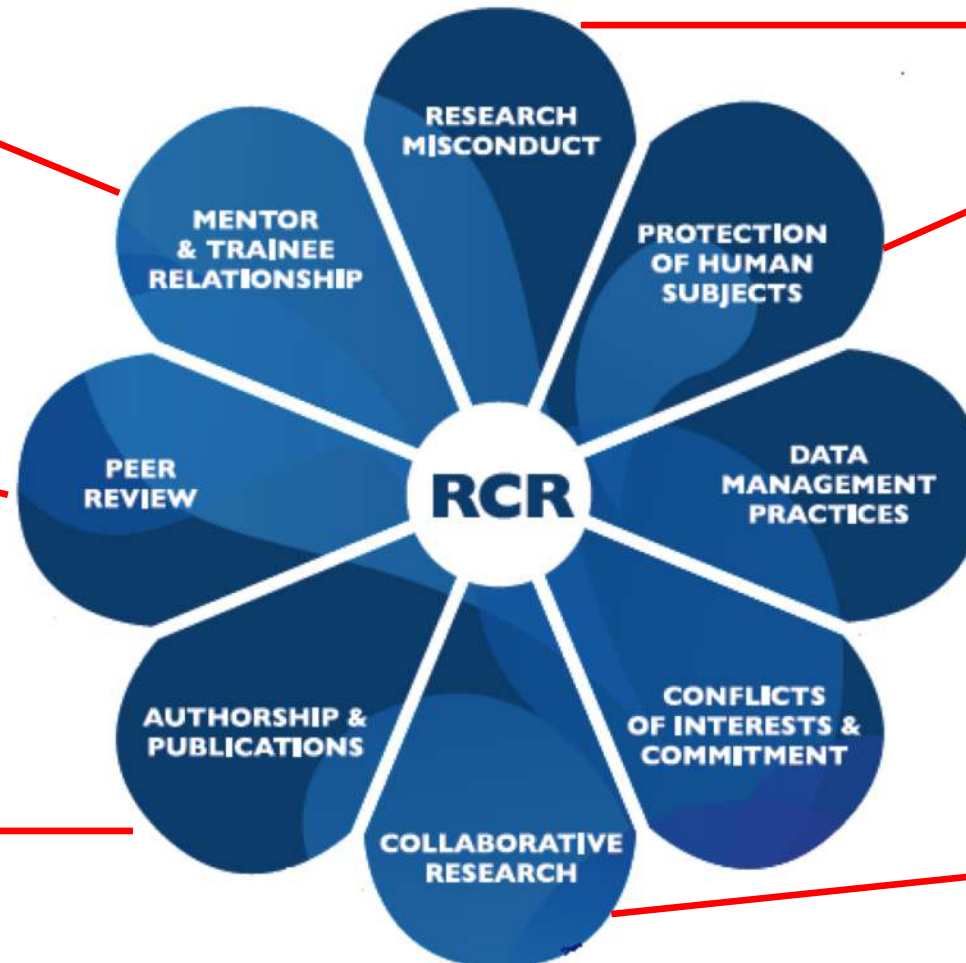 RESEARCH
MISCONDUCT
PROTECTION
OF HUMAN
SUBJECTS
DATA
MANAGEMENT
PRACTICES
CONFLICTS
OF INTERESTS &
COMMITMENT
COLLABORATIVE
RESEARCH
AUTHORSHIP &
PUBLICATIONS
PEER
REVIEW
MENTOR
& TRAINEE
RELATIONSHIP
RCR